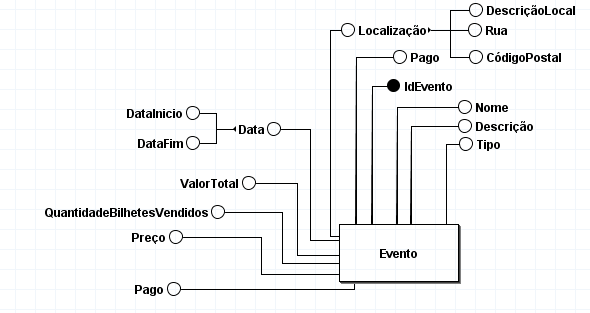 DescriçãoLocal
Localização
Rua
Pago
CódigoPostal
IdEvento
DataInicio
Nome
Data
Descrição
DataFim
Tipo
ValorTotal
QuantidadeBilhetesVendidos
Preço
Evento
Pago